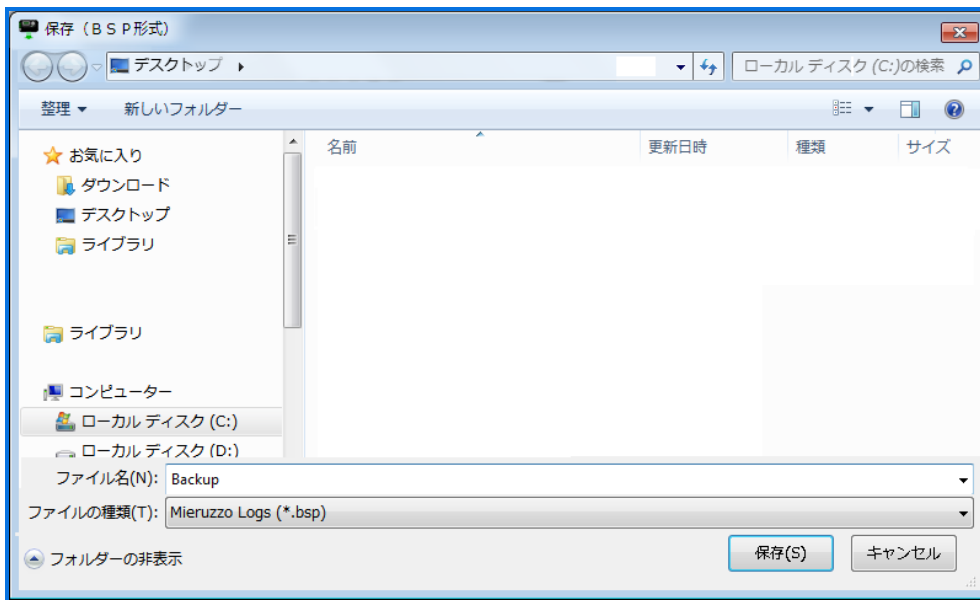 保存（ＢＳＰ形式）
デスクトップ
ローカル ディスク (C:)の検索
整理 新しいフォルダー
名前 更新日時 種類 サイズ
お気に入り
ダウンロード
デスクトップ
ライブラリ
ライブラリ
コンピューター
ローカル ディスク (C:)
ローカル ディスク (D:)
ファイル名(N): Backup
ファイルの種類(T): Mieruzzo Logs (*.bsp)
フォルダーの非表示 保存(S) キャンセル